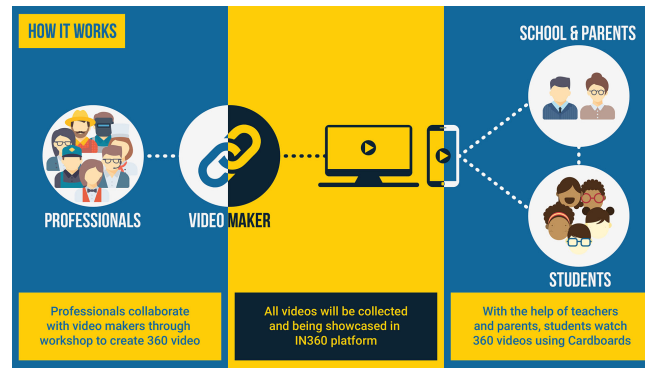 HOW IT WORKS
SCHOOL & PARENTS
PROFESSIONALS
VIDEO MAKER
STUDENTS
Professionals collaborate
with video makers through
workshop to create 360 video
All videos will be collected
and being showcased in
IN360 platform
With the help of teachers
and parents, students watch
360 videos using Cardboards